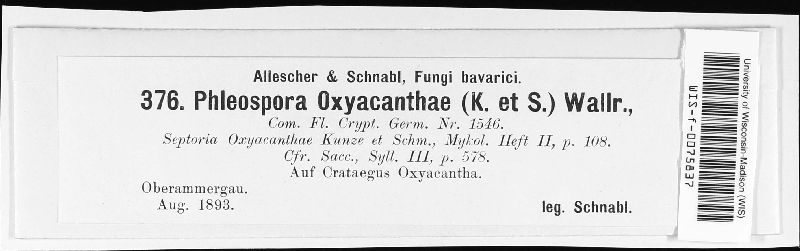 Allescher & Schnabl, Fungi bavarici.
376. Phleospora Oxyacanthae (K. et S.) Wallr.,
Com. Fl. Crypt. Germ. Nr. 1546.
Septoria Oxyacanthae Kunze et Schm., Mykol. Heft II, p. 108.
Cfr. Sacc., Syll. III, p. 578.
Auf Crataegus Oxyacantha.
Oberammergau.
Aug. 1893.
leg. Schnabl.
University of Wisconsin-Madison (WIS)
WIS-f-0075837